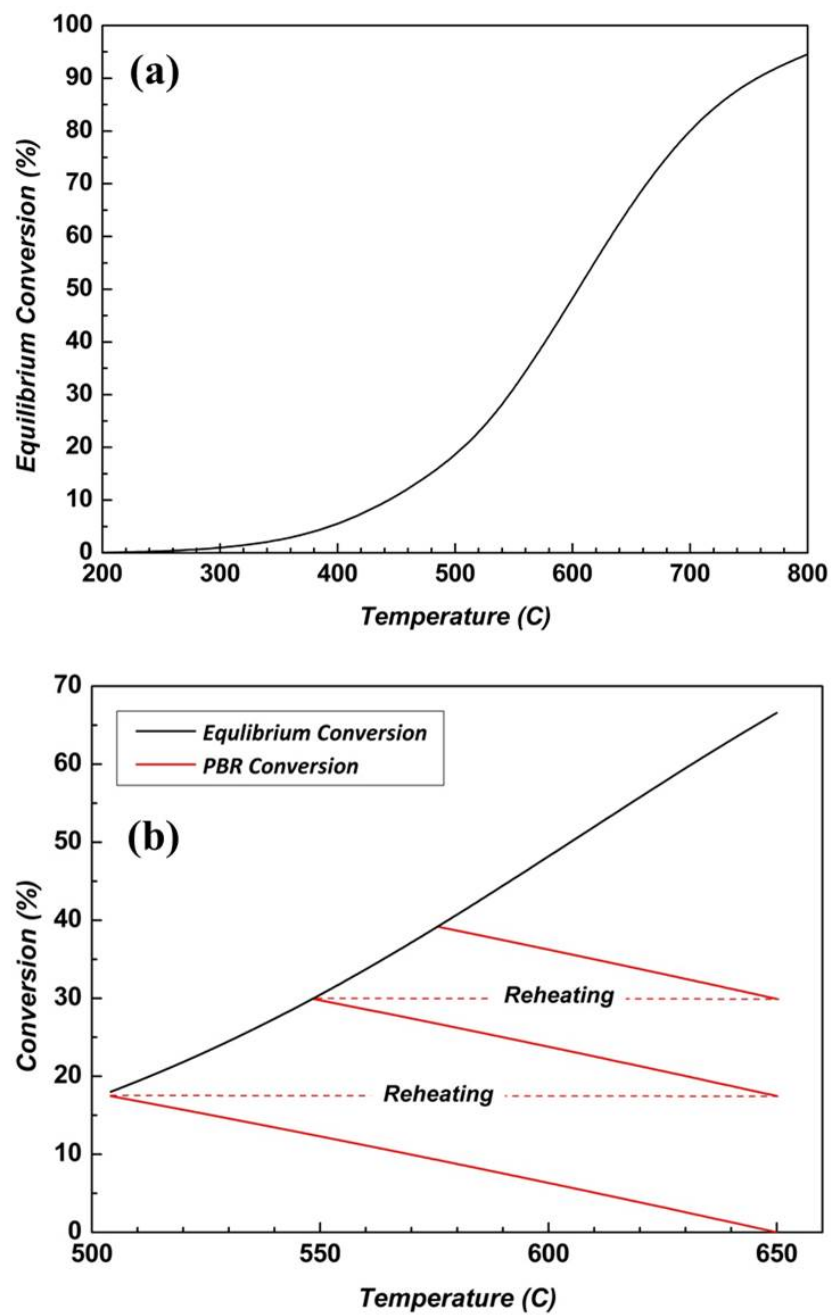 100
(a)
90
80
70
60
50
40
30
20
10
0
Equilibrium Conversion (%)
200 300 400 500 600 700 800
Temperature (C)
70
Equlibrium Conversion
PBR Conversion
60
(b)
50
40
30
Reheating
20
Reheating
10
0
Conversion (%)
500 550 600 650
Temperature (C)